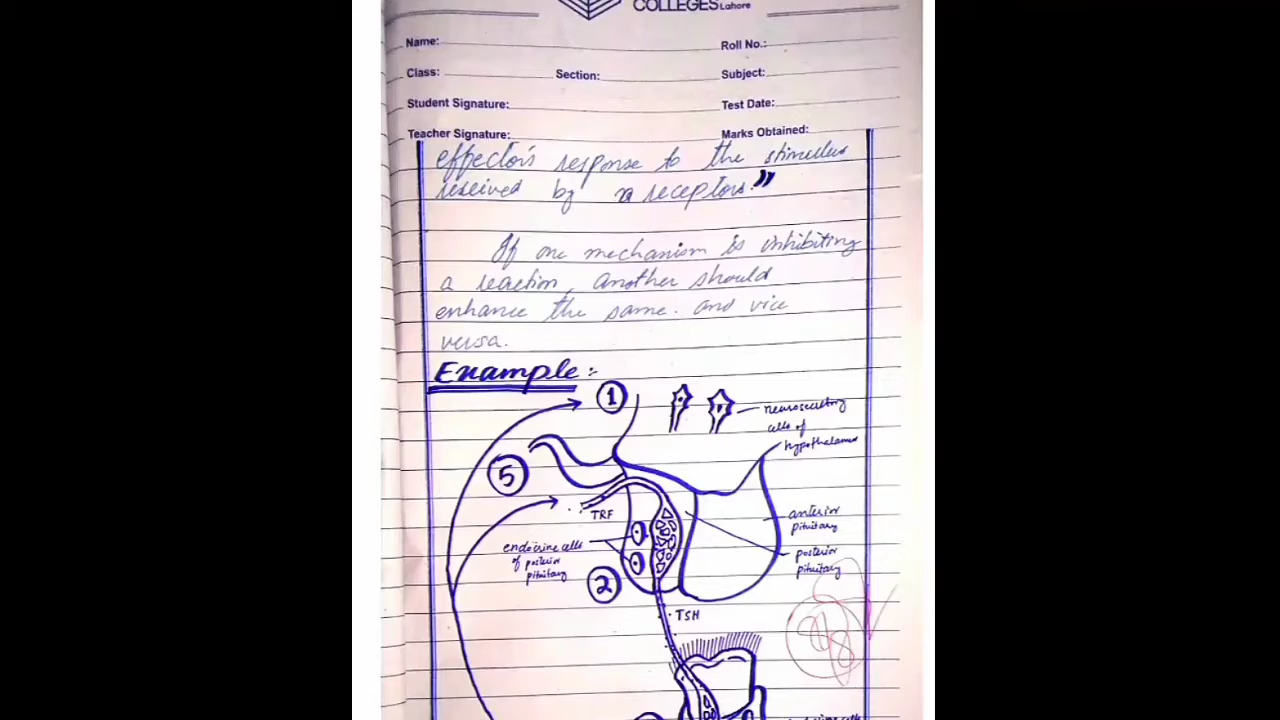 COLLEGES Lahore
Name:
Roll No.:
Class:
Section:
Subject:
Student Signature:
Test Date:
Teacher Signature:
Marks Obtained:
effector's response to the stimulus
received by receptors."
If one mechanism is inhibiting
a reaction, another should
enhance the same. and vice
versa.
Example :-
1
neurosecretory
cells of
hypothalamus
5
TRF
anterior
pituitary
endocrine cells
of posterior
pituitary
posterior
pituitary
2
TSH